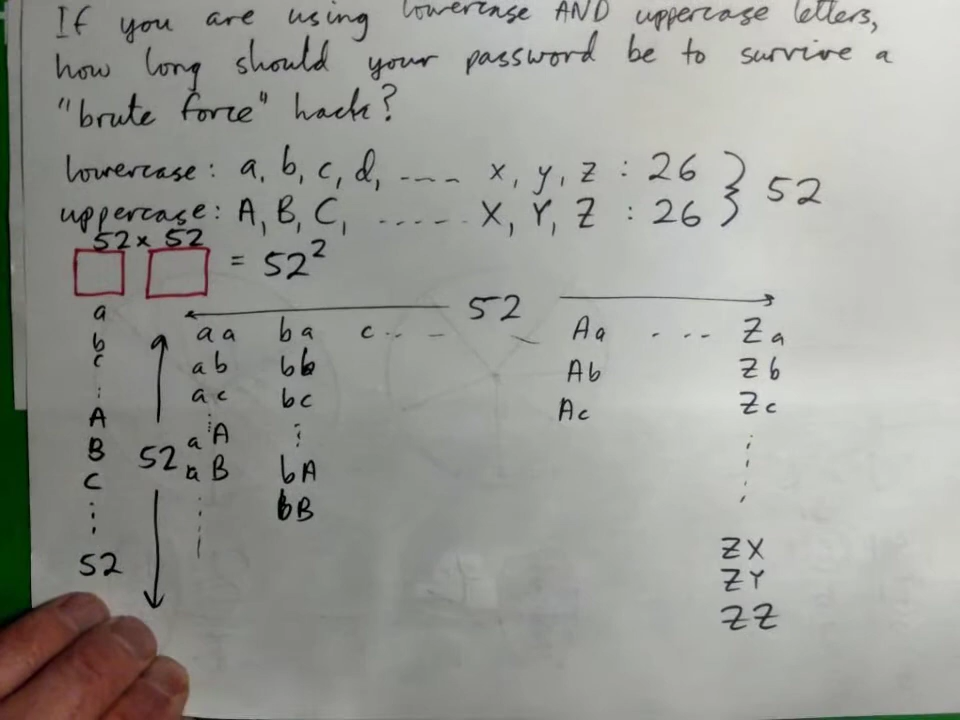 If you are using lowercase AND uppercase letters,
how long should your password be to survive a
"brute force" hack?
lowercase: a, b, c, d, ---- x, y, z : 26 } 52
uppercase: A, B, C, ..... X, Y, Z : 26
52 x 52
= 52²
52
a aa ba c.. - - Aa ... Za
b ab bb Ab Zb
c ac bc Ac Zc
:
A aA
B 52 aB bA
C bB
52
ZX
ZY
ZZ